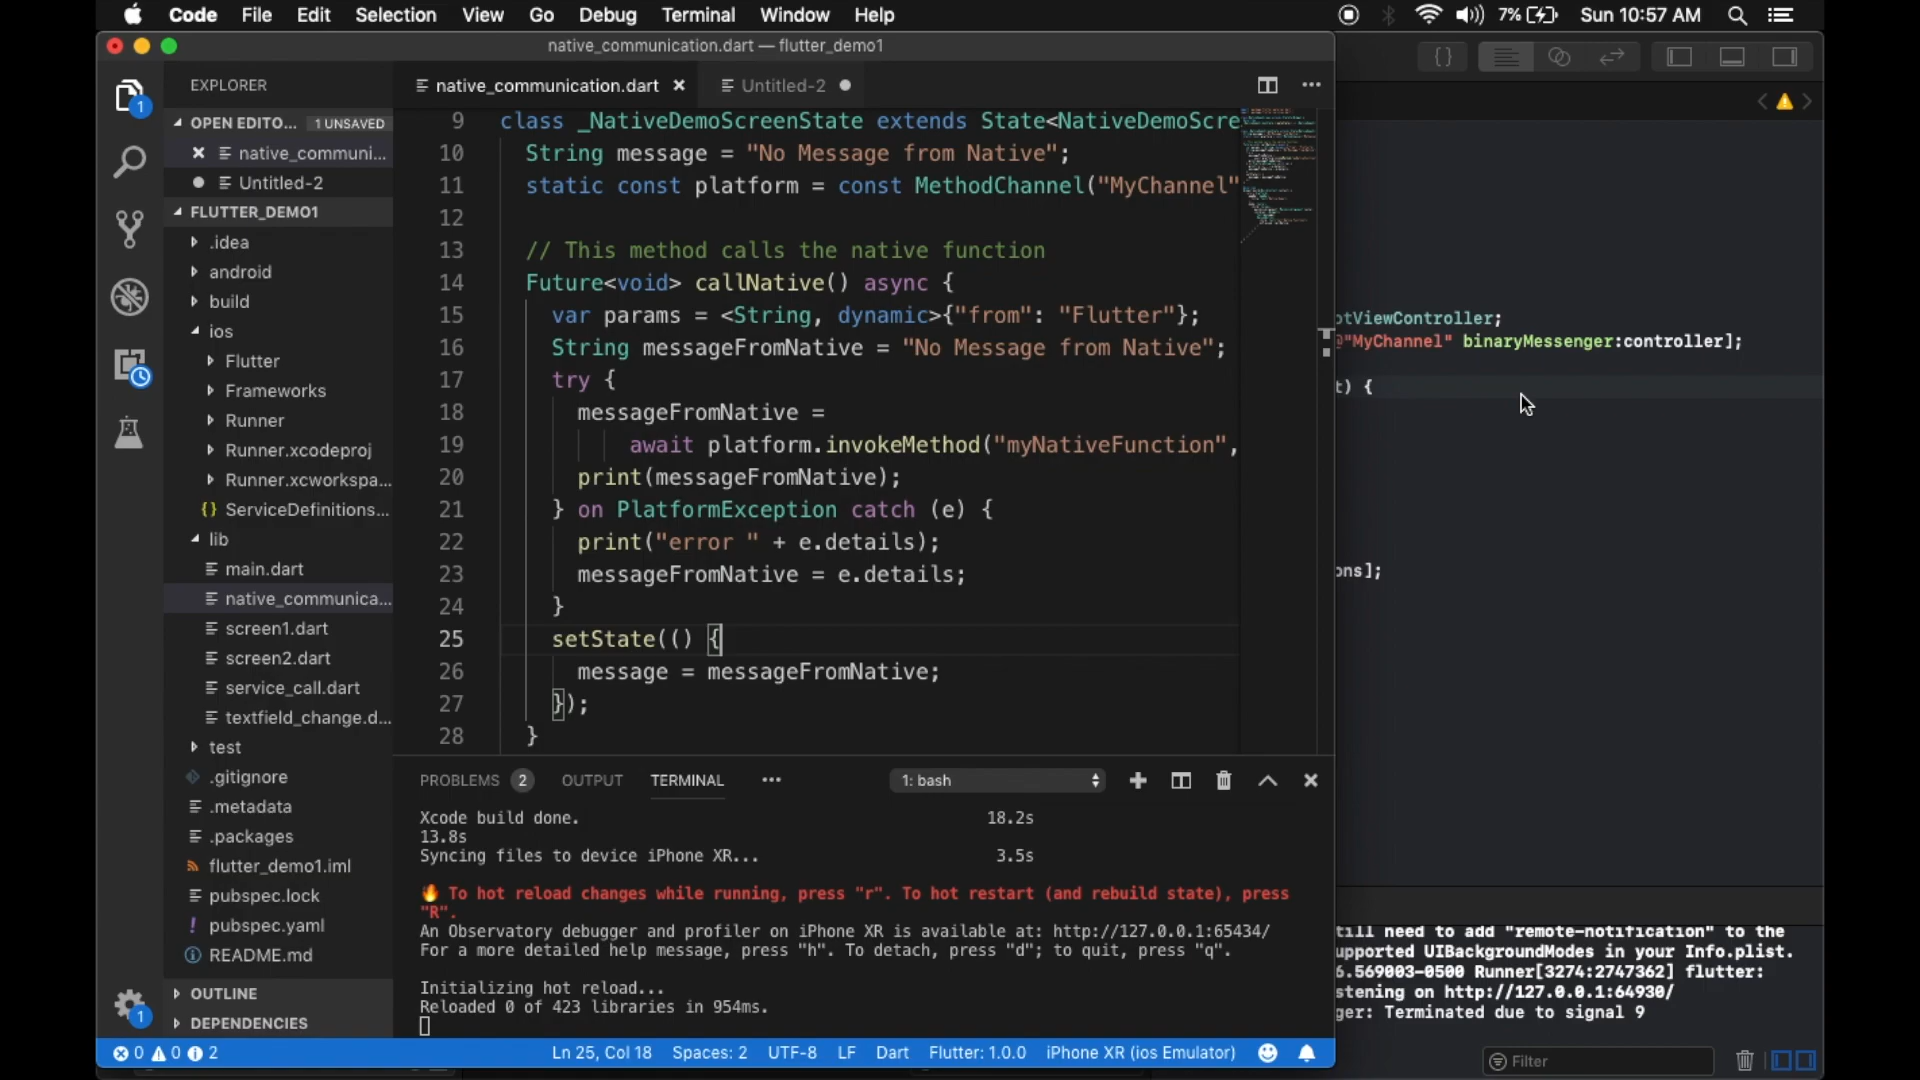 Code File Edit Selection View Go Debug Terminal Window Help 7% Sun 10:57 AM
native_communication.dart — flutter_demo1
EXPLORER
OPEN EDITO... 1 UNSAVED
native_communi...
Untitled-2
FLUTTER_DEMO1
.idea
android
build
ios
Flutter
Frameworks
Runner
Runner.xcodeproj
Runner.xcworkspa...
{} ServiceDefinitions...
lib
main.dart
native_communica...
screen1.dart
screen2.dart
service_call.dart
textfield_change.d...
test
.gitignore
.metadata
.packages
flutter_demo1.iml
pubspec.lock
! pubspec.yaml
README.md
OUTLINE
DEPENDENCIES
1
1
native_communication.dart Untitled-2
9 class _NativeDemoScreenState extends State<NativeDemoScre
10 String message = "No Message from Native";
11 static const platform = const MethodChannel("MyChannel"
12
13 // This method calls the native function
14 Future<void> callNative() async {
15 var params = <String, dynamic>{"from": "Flutter"};
16 String messageFromNative = "No Message from Native";
17 try {
18 messageFromNative =
19 await platform.invokeMethod("myNativeFunction",
20 print(messageFromNative);
21 } on PlatformException catch (e) {
22 print("error " + e.details);
23 messageFromNative = e.details;
24 }
25 setState(() {
26 message = messageFromNative;
27 });
28 }
PROBLEMS 2 OUTPUT TERMINAL ••• 1: bash
Xcode build done. 18.2s
13.8s
Syncing files to device iPhone XR... 3.5s
🔥 To hot reload changes while running, press "r". To hot restart (and rebuild state), press
"R".
An Observatory debugger and profiler on iPhone XR is available at: http://127.0.0.1:65434/
For a more detailed help message, press "h". To detach, press "d"; to quit, press "q".
Initializing hot reload...
Reloaded 0 of 423 libraries in 954ms.
0 0 2 Ln 25, Col 18 Spaces: 2 UTF-8 LF Dart Flutter: 1.0.0 iPhone XR (ios Emulator)
{}
otViewController;
@"MyChannel" binaryMessenger:controller];
t) {
ons];
till need to add "remote-notification" to the
upported UIBackgroundModes in your Info.plist.
6.569003-0500 Runner[3274:2747362] flutter:
stening on http://127.0.0.1:64930/
ger: Terminated due to signal 9
Filter